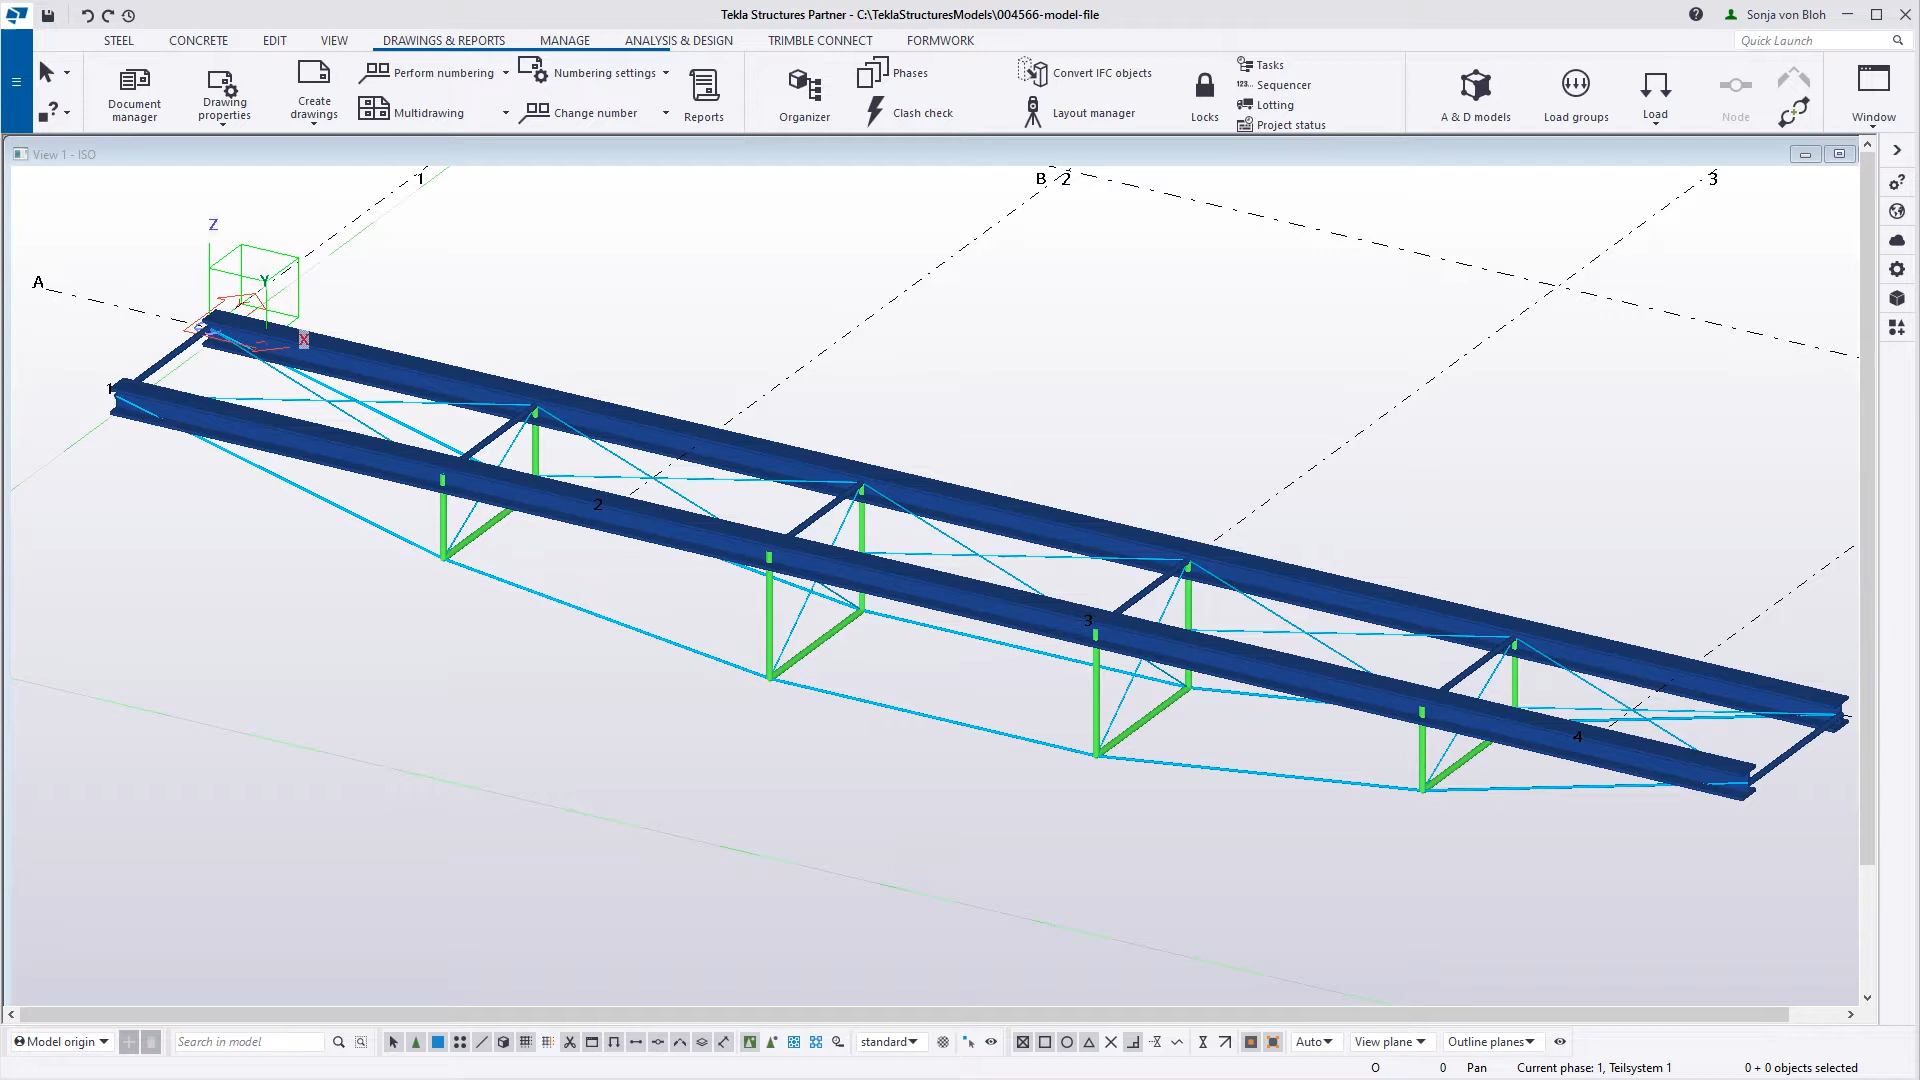 Tekla Structures Partner - C:\TeklaStructuresModels\004566-model-file
Sonja von Bloh
STEEL
CONCRETE
EDIT
VIEW
DRAWINGS & REPORTS
MANAGE
ANALYSIS & DESIGN
TRIMBLE CONNECT
FORMWORK
Quick Launch
Document manager
Drawing properties
Create drawings
Perform numbering
Multidrawing
Numbering settings
Change number
Reports
Organizer
Phases
Clash check
Convert IFC objects
Layout manager
Locks
Tasks
Sequencer
Lotting
Project status
A & D models
Load groups
Load
Node
Window
View 1 - ISO
1
B
2
3
Z
Y
A
X
1
2
3
4
Model origin
Search in model
standard
Auto
View plane
Outline planes
O
0
Pan
Current phase: 1, Teilsystem 1
0 + 0 objects selected